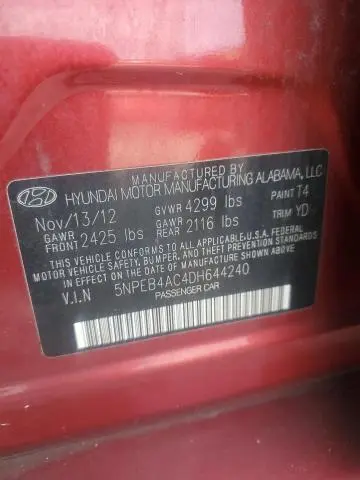 MANUFACTURED BY
HYUNDAI MOTOR MANUFACTURING ALABAMA, LLC
Nov/13/12 GVWR 4299 lbs PAINT T4
GAWR FRONT 2425 lbs GAWR REAR 2116 lbs TRIM YD
THIS VEHICLE CONFORMS TO ALL APPLICABLE U.S.A. FEDERAL
MOTOR VEHICLE SAFETY, BUMPER, AND THEFT PREVENTION
STANDARDS IN EFFECT ON THE DATE OF MANUFACTURE SHOWN ABOVE.
V.I.N 5NPEB4AC4DH644240
PASSENGER CAR